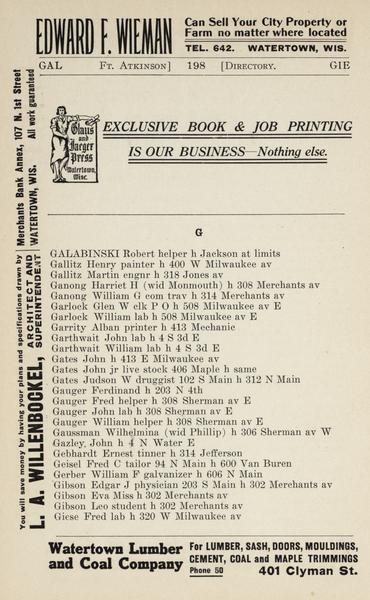 EDWARD F. WIEMAN
Can Sell Your City Property or
Farm no matter where located
TEL. 642. WATERTOWN, WIS.
GAL Ft. Atkinson] 198 [Directory. GIE
Glaus
and
Jaeger
Press
Watertown,
Wisc.
EXCLUSIVE BOOK & JOB PRINTING
IS OUR BUSINESS—Nothing else.
G
GALABINSKI Robert helper h Jackson at limits
Gallitz Henry painter h 400 W Milwaukee av
Gallitz Martin engnr h 318 Jones av
Ganong Harriet H (wid Monmouth) h 308 Merchants av
Ganong William G com trav h 314 Merchants av
Garlock Glen W clk P O h 508 Milwaukee av E
Garlock William lab h 508 Milwaukee av E
Garrity Alban printer h 413 Mechanic
Garthwait John lab h 4 S 3d E
Garthwait William lab h 4 S 3d E
Gates John h 413 E Milwaukee av
Gates John jr live stock 406 Maple h same
Gates Judson W druggist 102 S Main h 312 N Main
Gauger Ferdinand h 203 N 4th
Gauger Fred helper h 308 Sherman av E
Gauger John lab h 308 Sherman av E
Gauger William helper h 308 Sherman av E
Gaussman Wilhelmina (wid Phillip) h 306 Sherman av W
Gazley, John h 4 N Water E
Gebhardt Ernest tinner h 314 Jefferson
Geisel Fred C tailor 94 N Main h 600 Van Buren
Gerber William F galvanizer h 606 N Main
Gibson Edgar J physician 203 S Main h 302 Merchants av
Gibson Eva Miss h 302 Merchants av
Gibson Leo student h 302 Merchants av
Giese Fred lab h 320 W Milwaukee av
You will save money by having your plans and specifications drawn by
L. A. WILLENBOCKEL,
ARCHITECT AND
SUPERINTENDENT
Merchants Bank Annex, 107 N. 1st Street
WATERTOWN, WIS. All work guaranteed
Watertown Lumber
and Coal Company
For LUMBER, SASH, DOORS, MOULDINGS,
CEMENT, COAL and MAPLE TRIMMINGS
Phone 50 401 Clyman St.